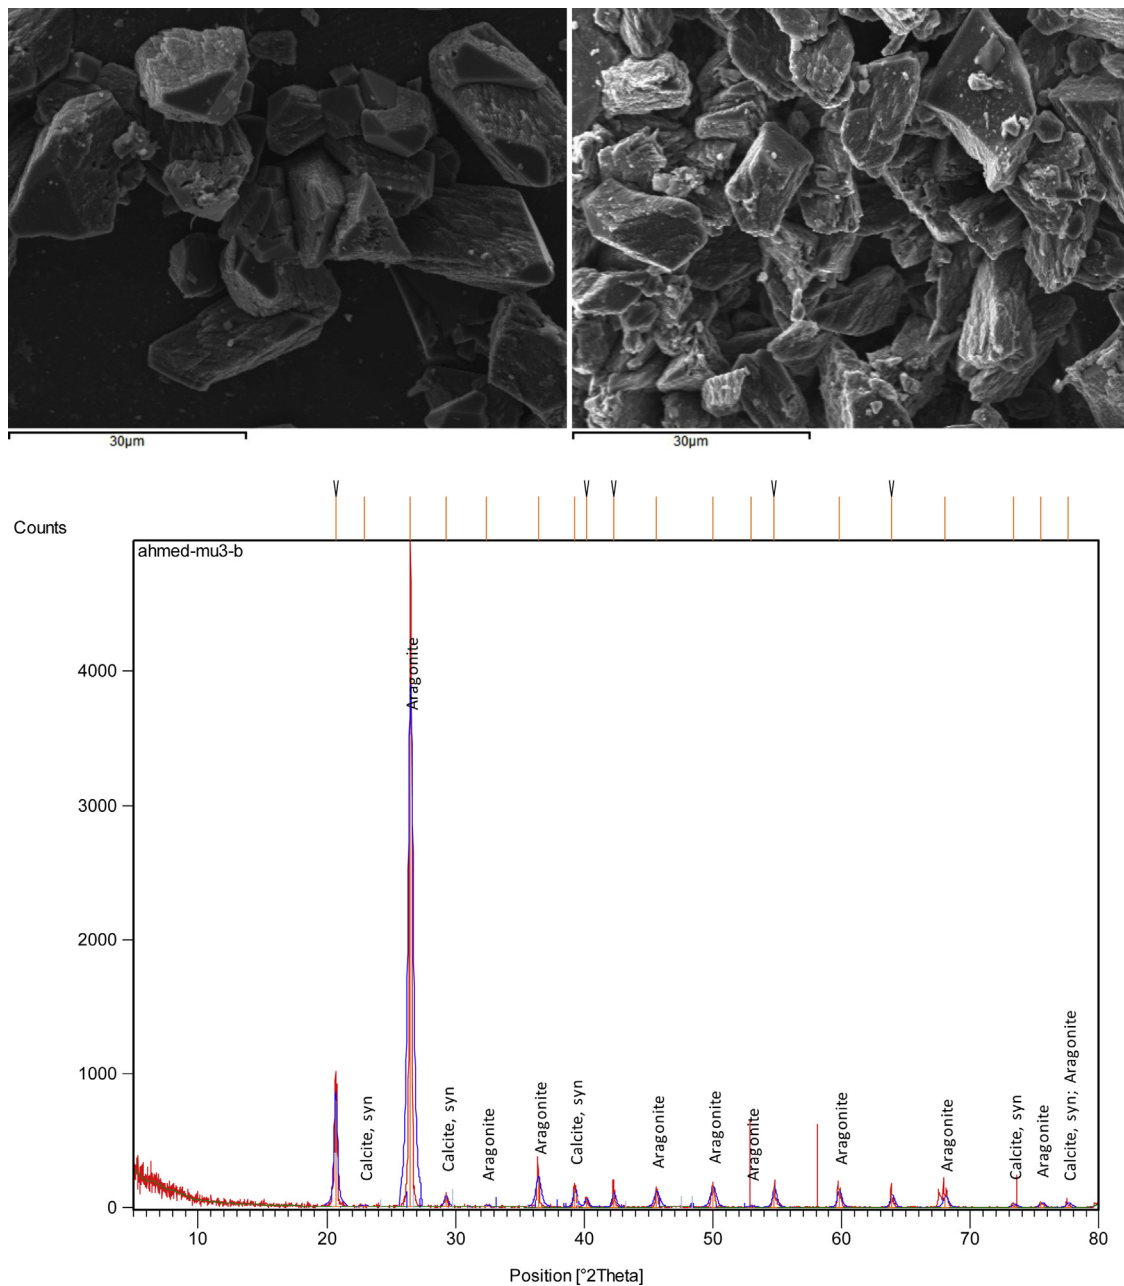 30µm
30µm
Counts
ahmed-mu3-b
4000
3000
2000
1000
0
Aragonite
Calcite, syn
Calcite, syn
Aragonite
Aragonite
Calcite, syn
Aragonite
Aragonite
Aragonite
Aragonite
Aragonite
Calcite, syn
Aragonite
Calcite, syn; Aragonite
10 20 30 40 50 60 70 80
Position [°2Theta]